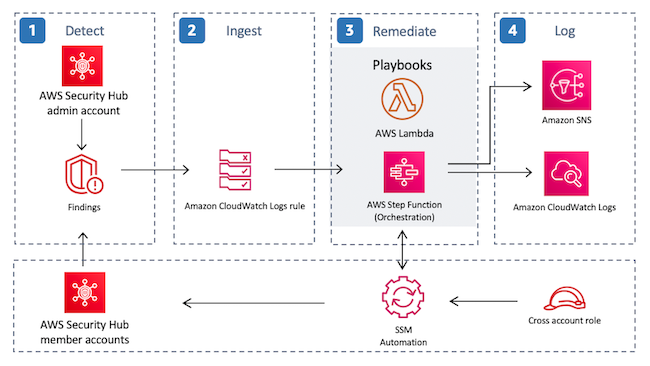 1 Detect
AWS Security Hub
admin account
Findings
2 Ingest
Amazon CloudWatch Logs rule
3 Remediate
Playbooks
AWS Lambda
AWS Step Function
(Orchestration)
4 Log
Amazon SNS
Amazon CloudWatch Logs
AWS Security Hub
member accounts
SSM
Automation
Cross account role